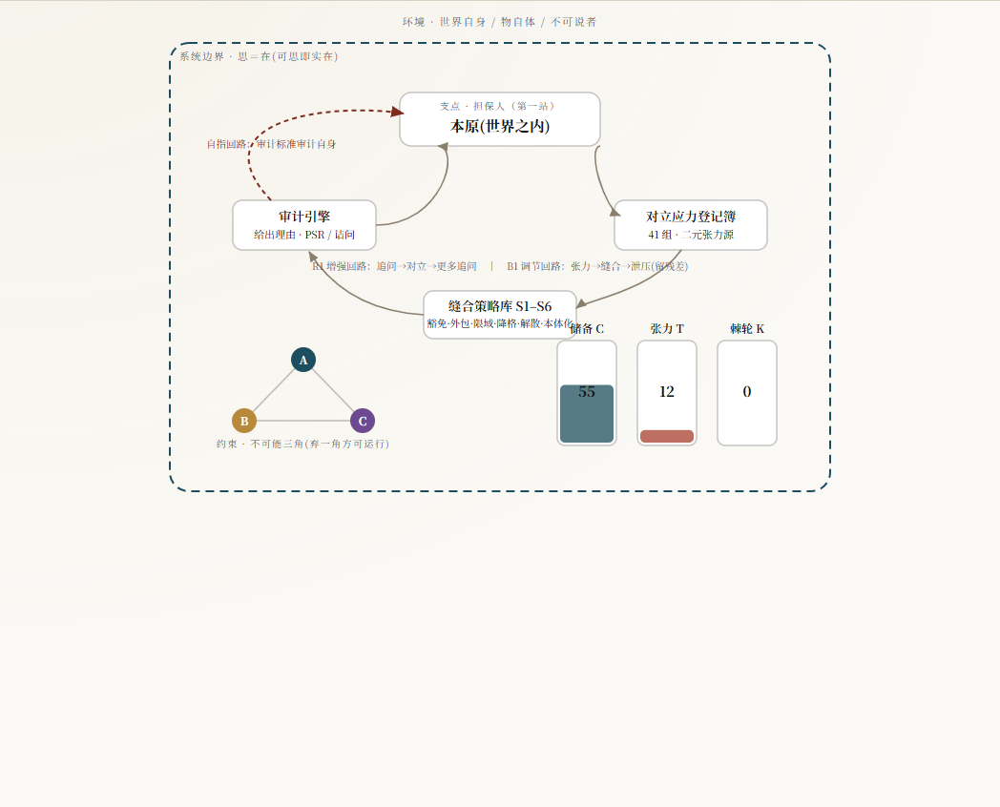 环境 · 世界自身 / 物自体 / 不可说者
系统边界 · 思＝在(可思即实在)
支点 · 担保人（第一站）
本原(世界之内)
自指回路：审计标准审计自身
审计引擎
给出理由 · PSR / 诘问
对立应力登记簿
41 组 · 二元张力源
R1 增强回路：追问→对立→更多追问 ｜ B1 调节回路：张力→缝合→泄压(留残差)
缝合策略库 S1–S6
豁免·外包·限域·降格·解散·本体化
储备 C
张力 T
棘轮 K
55
12
0
A
B
C
约束 · 不可能三角(弃一角方可运行)